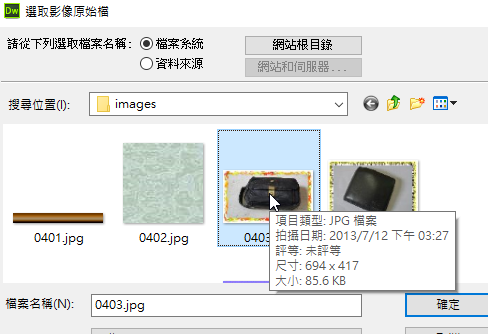 Dw 選取影像原始檔
請從下列選取檔案名稱: 檔案系統 網站根目錄
資料來源 網站和伺服器...
搜尋位置(I): images
0401.jpg 0402.jpg 0403
項目類型: JPG 檔案
拍攝日期: 2013/7/12 下午 03:27
評等: 未評等
尺寸: 694 x 417
大小: 85.6 KB
檔案名稱(N): 0403.jpg 確定